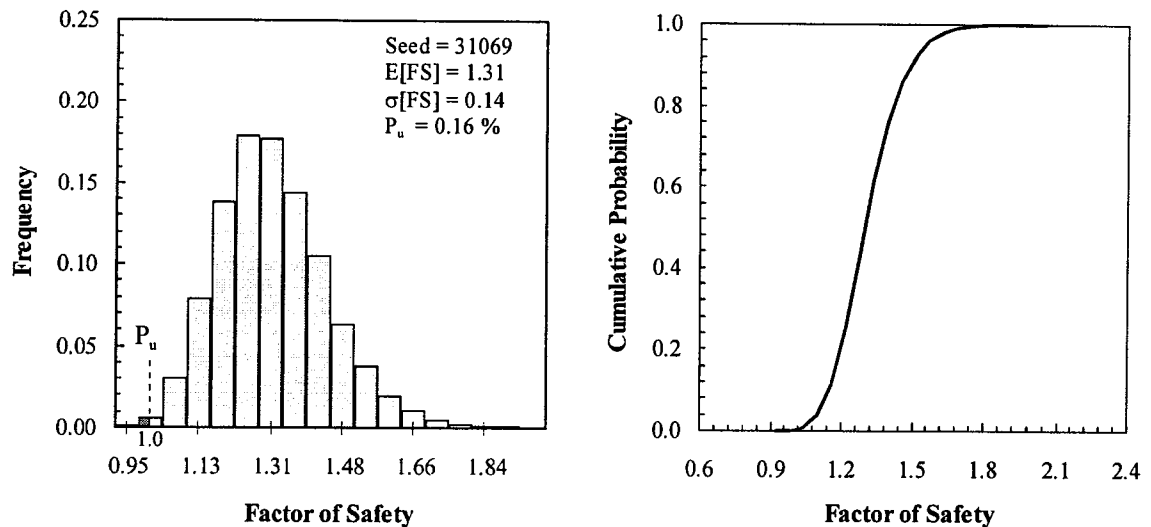 0.25
0.20
0.15
0.10
0.05
0.00
Frequency
Seed = 31069
E[FS] = 1.31
σ[FS] = 0.14
Pu = 0.16 %
Pu
1.0
0.95 1.13 1.31 1.48 1.66 1.84
Factor of Safety
1.0
0.8
0.6
0.4
0.2
0.0
Cumulative Probability
0.6 0.9 1.2 1.5 1.8 2.1 2.4
Factor of Safety